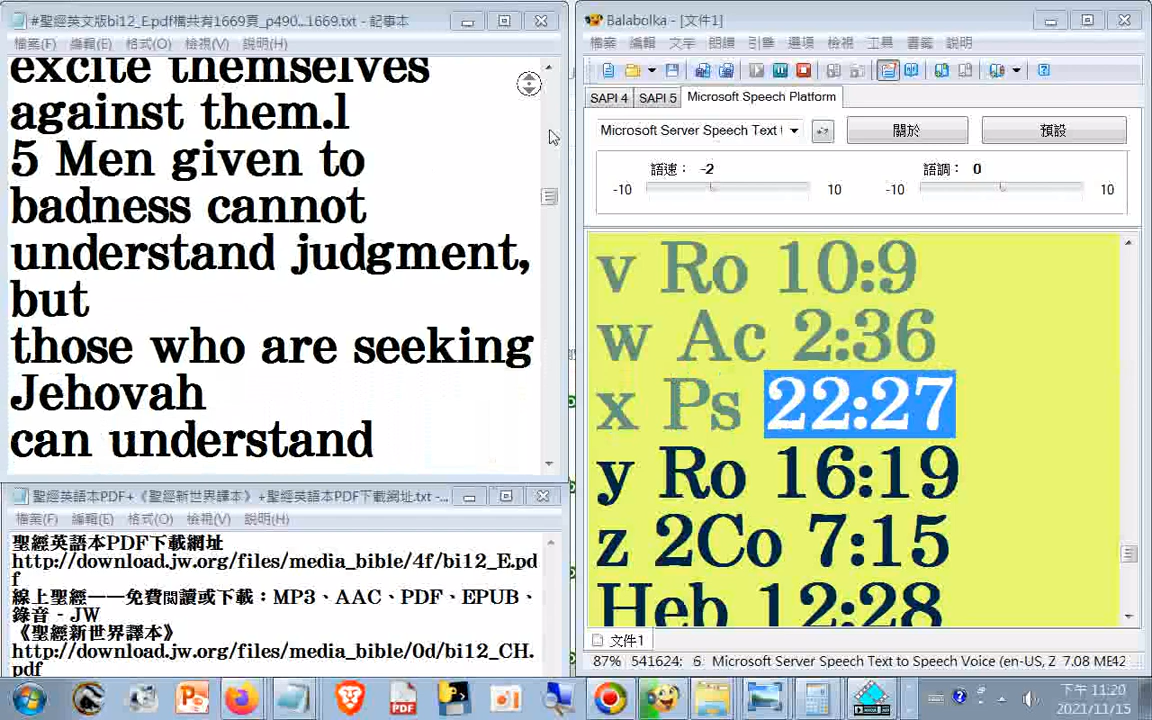 #聖經英文版bi12_E.pdf檔共有1669頁_p490...1669.txt - 記事本
檔案(F) 編輯(E) 格式(O) 檢視(V) 說明(H)
excite themselves
against them.l
5 Men given to
badness cannot
understand judgment,
but
those who are seeking
Jehovah
can understand
聖經英語本PDF+《聖經新世界譯本》+聖經英語本PDF下載網址.txt -...
檔案(F) 編輯(E) 格式(O) 檢視(V) 說明(H)
聖經英語本PDF下載網址
http://download.jw.org/files/media_bible/4f/bi12_E.pd
f
線上聖經——免費閱讀或下載：MP3、AAC、PDF、EPUB、
錄音 - JW
《聖經新世界譯本》
http://download.jw.org/files/media_bible/0d/bi12_CH.
pdf
Balabolka - [文件1]
檔案 編輯 文字 朗讀 引擎 選項 檢視 工具 書籤 說明
SAPI 4 SAPI 5 Microsoft Speech Platform
Microsoft Server Speech Text 關於 預設
語速： -2 語調： 0
-10 10 -10 10
v Ro 10:9
w Ac 2:36
x Ps 22:27
y Ro 16:19
z 2Co 7:15
Heb 12:28
文件1
87% 541624: 6 Microsoft Server Speech Text to Speech Voice (en-US, Z 7.08 ME42
PDF
下午 11:20
2021/11/15